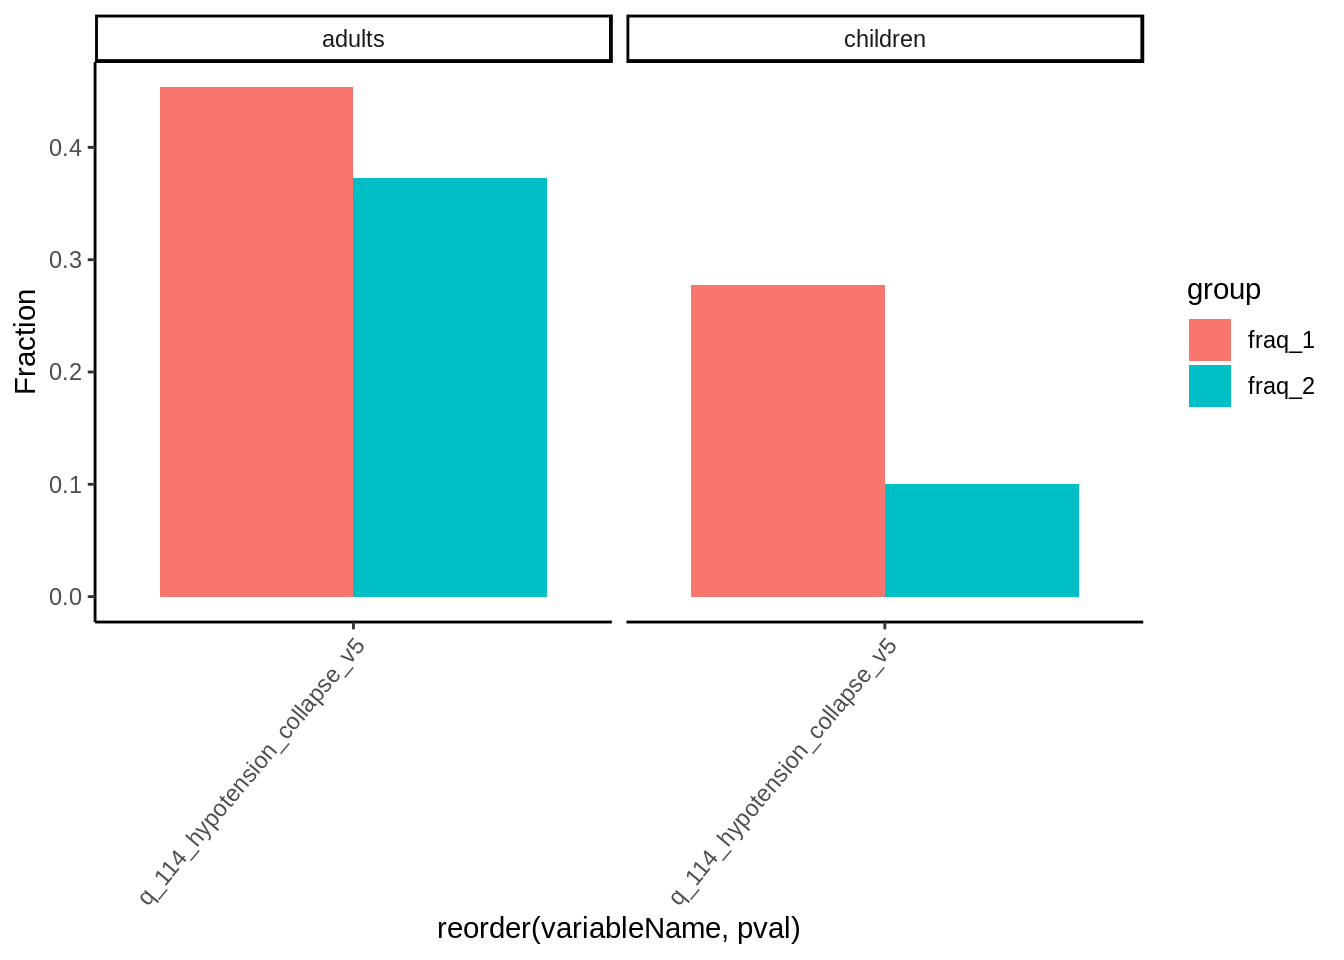 adults
children
Fraction
0.4
0.3
0.2
0.1
0.0
q_114_hypotension_collapse_v5
q_114_hypotension_collapse_v5
reorder(variableName, pval)
group
fraq_1
fraq_2